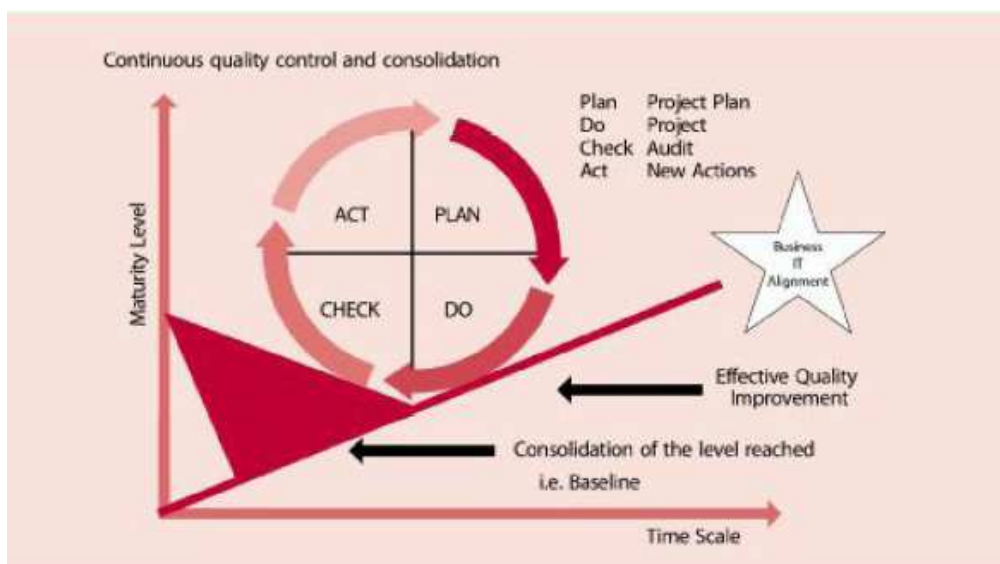 Continuous quality control and consolidation
Plan Project Plan
Do Project
Check Audit
Act New Actions
Maturity Level
ACT PLAN
CHECK DO
Business
IT
Alignment
Effective Quality
Improvement
Consolidation of the level reached
i.e. Baseline
Time Scale